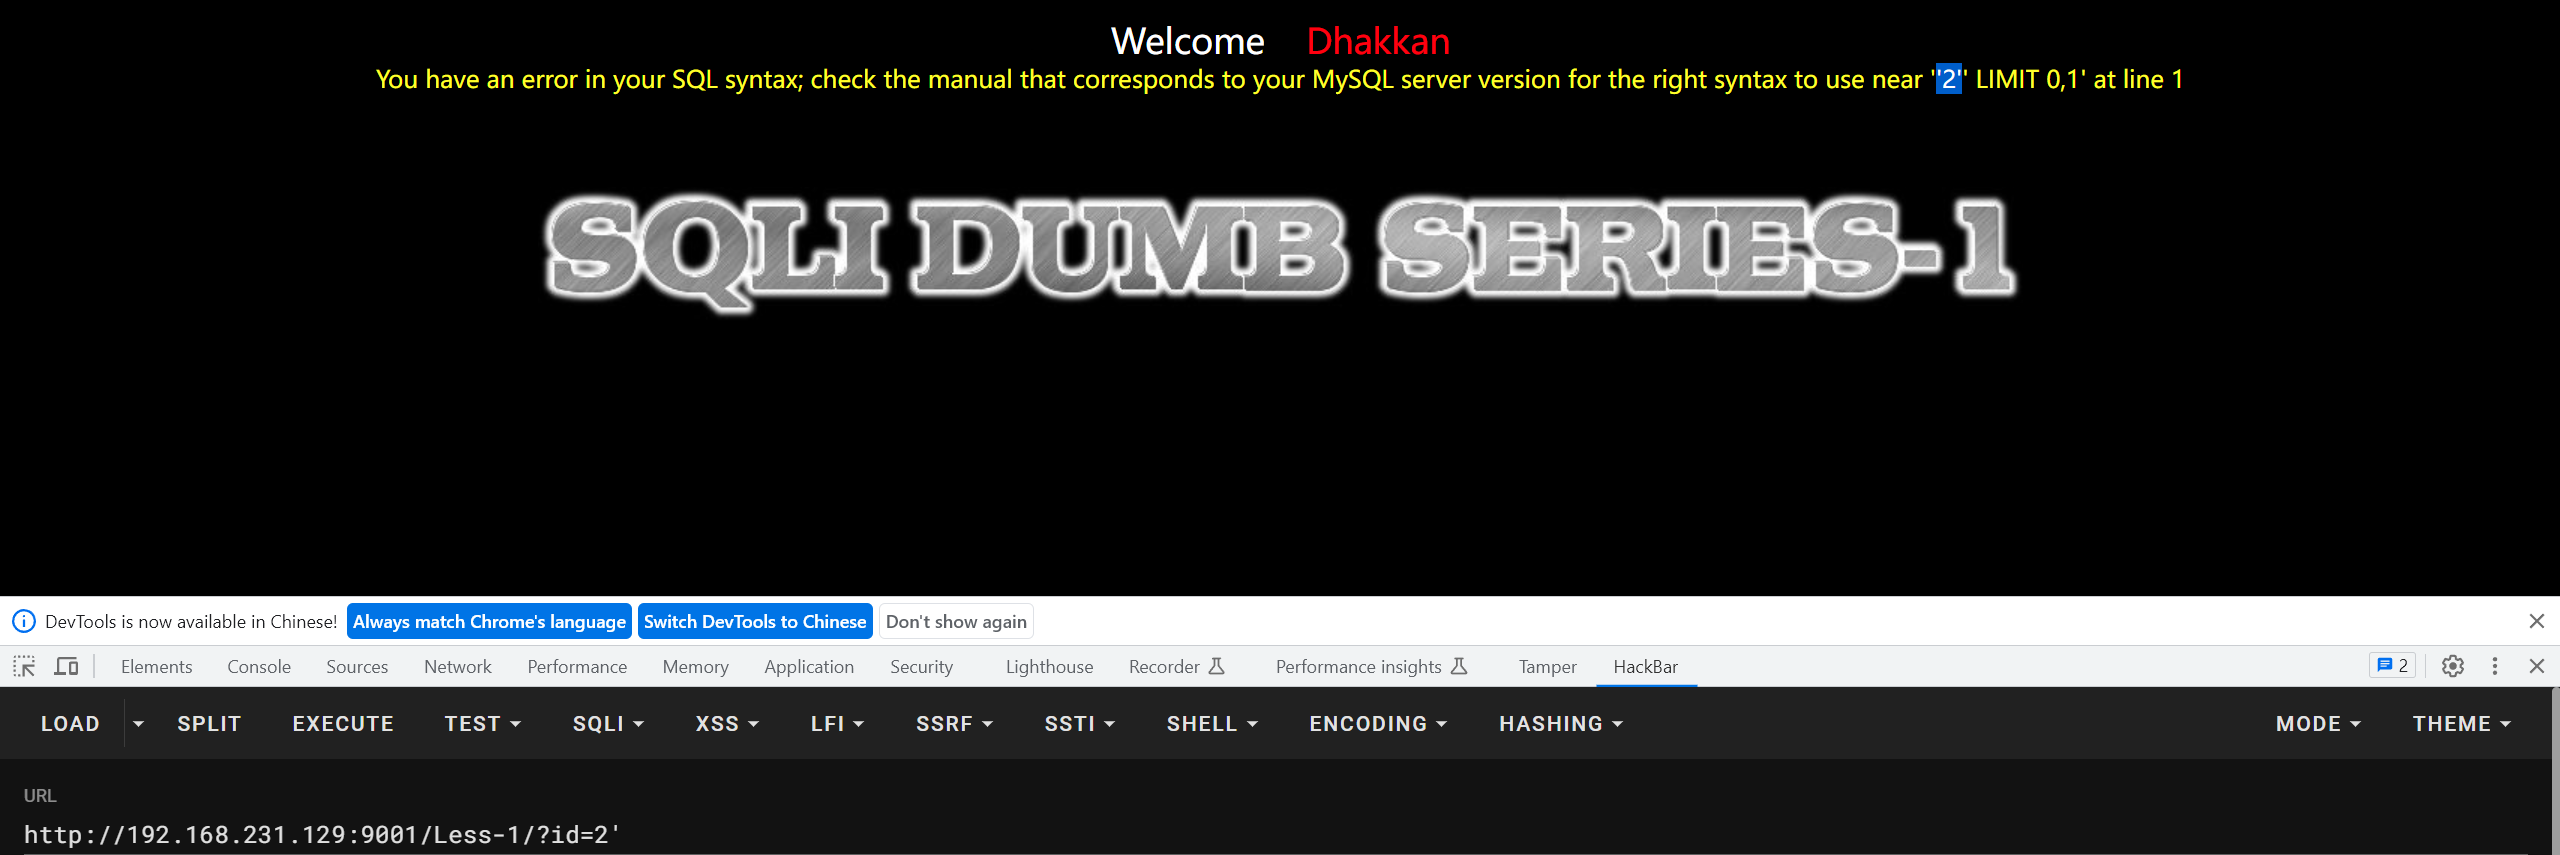 Welcome Dhakkan
You have an error in your SQL syntax; check the manual that corresponds to your MySQL server version for the right syntax to use near ''2'' LIMIT 0,1' at line 1
SQLI DUMB SERIES-1
DevTools is now available in Chinese! Always match Chrome's language Switch DevTools to Chinese Don't show again
Elements Console Sources Network Performance Memory Application Security Lighthouse Recorder Performance insights Tamper HackBar 2
LOAD SPLIT EXECUTE TEST SQLI XSS LFI SSRF SSTI SHELL ENCODING HASHING MODE THEME
URL
http://192.168.231.129:9001/Less-1/?id=2'